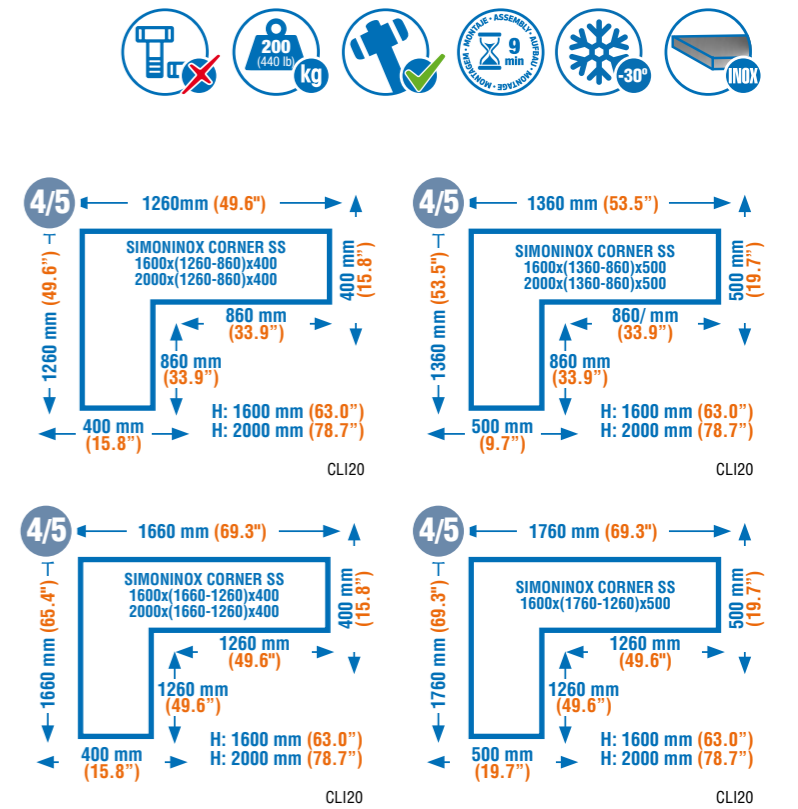 200
(440 lb)
kg
MONTAJE · ASSEMBLY · AUFBAU · MONTAGE · MONTAGEM ·
9
min
-30º
INOX
4/5
1260mm (49.6")
1260 mm (49.6”)
SIMONINOX CORNER SS
1600x(1260-860)x400
2000x(1260-860)x400
400 mm
(15.8”)
860 mm
(33.9”)
860 mm
(33.9”)
400 mm
(15.8”)
H: 1600 mm (63.0”)
H: 2000 mm (78.7”)
CLI20
4/5
1360 mm (53.5”)
1360 mm (53.5")
SIMONINOX CORNER SS
1600x(1360-860)x500
2000x(1360-860)x500
500 mm
(19.7”)
860/ mm
(33.9”)
860 mm
(33.9”)
500 mm
(9.7”)
H: 1600 mm (63.0”)
H: 2000 mm (78.7”)
CLI20
4/5
1660 mm (69.3")
1660 mm (65.4")
SIMONINOX CORNER SS
1600x(1660-1260)x400
2000x(1660-1260)x400
400 mm
(15.8”)
1260 mm
(49.6")
1260 mm
(49.6”)
400 mm
(15.8”)
H: 1600 mm (63.0”)
H: 2000 mm (78.7”)
CLI20
4/5
1760 mm (69.3")
1760 mm (69.3")
SIMONINOX CORNER SS
1600x(1760-1260)x500
500 mm
(19.7”)
1260 mm
(49.6")
1260 mm
(49.6”)
500 mm
(19.7”)
H: 1600 mm (63.0”)
H: 2000 mm (78.7”)
CLI20